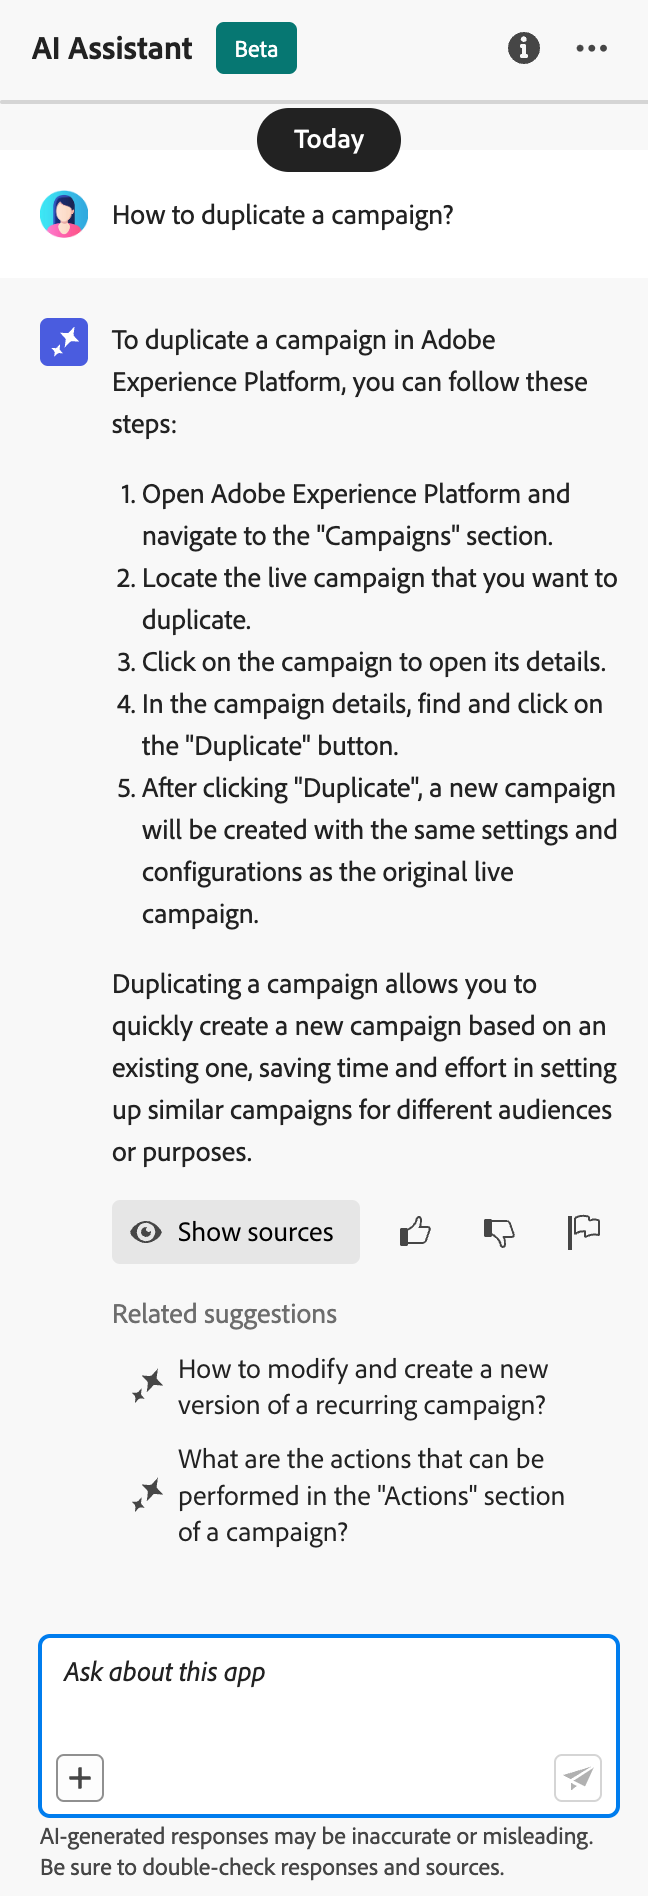 AI Assistant Beta
Today
How to duplicate a campaign?
To duplicate a campaign in Adobe
Experience Platform, you can follow these
steps:
1. Open Adobe Experience Platform and
navigate to the "Campaigns" section.
2. Locate the live campaign that you want to
duplicate.
3. Click on the campaign to open its details.
4. In the campaign details, find and click on
the "Duplicate" button.
5. After clicking "Duplicate", a new campaign
will be created with the same settings and
configurations as the original live
campaign.
Duplicating a campaign allows you to
quickly create a new campaign based on an
existing one, saving time and effort in setting
up similar campaigns for different audiences
or purposes.
Show sources
Related suggestions
How to modify and create a new
version of a recurring campaign?
What are the actions that can be
performed in the "Actions" section
of a campaign?
Ask about this app
AI-generated responses may be inaccurate or misleading.
Be sure to double-check responses and sources.